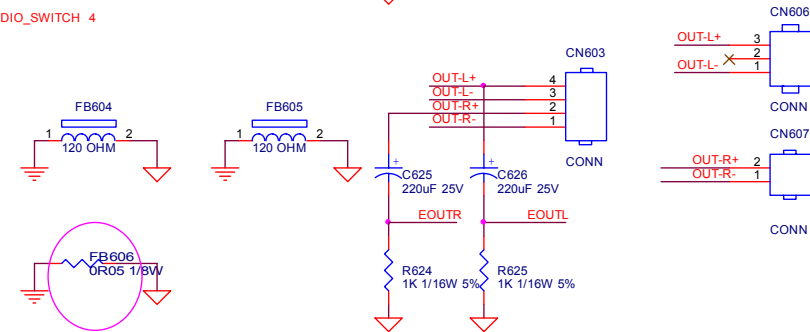 DIO_SWITCH 4
CN606
OUT-L+ 3
2
OUT-L- 1
CONN
CN603
OUT-L+ 4
OUT-L- 3
OUT-R+ 2
OUT-R- 1
CONN
FB604
1 2
120 OHM
FB605
1 2
120 OHM
CN607
OUT-R+ 2
OUT-R- 1
CONN
+
C625
220uF 25V
+
C626
220uF 25V
EOUTR
EOUTL
FB606
0R05 1/8W
R624
1K 1/16W 5%
R625
1K 1/16W 5%